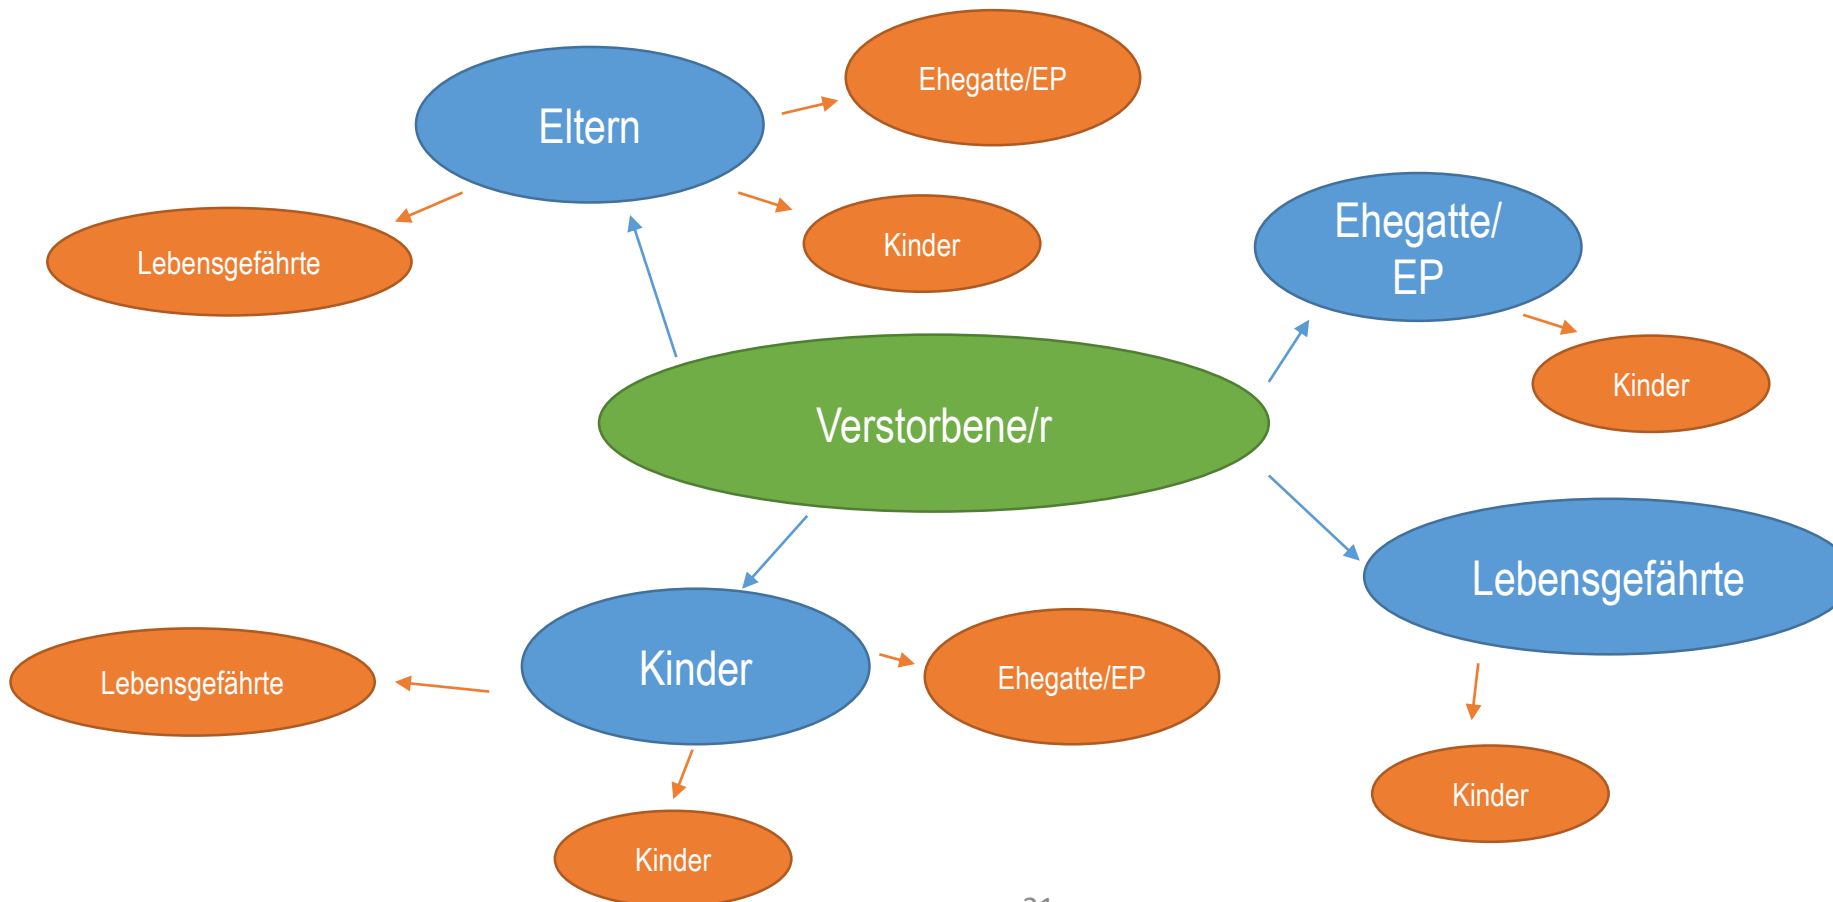 Ehegatte/EP
Eltern
Ehegatte/
EP
Lebensgefährte
Kinder
Kinder
Verstorbene/r
Lebensgefährte
Lebensgefährte
Kinder
Ehegatte/EP
Kinder
Kinder